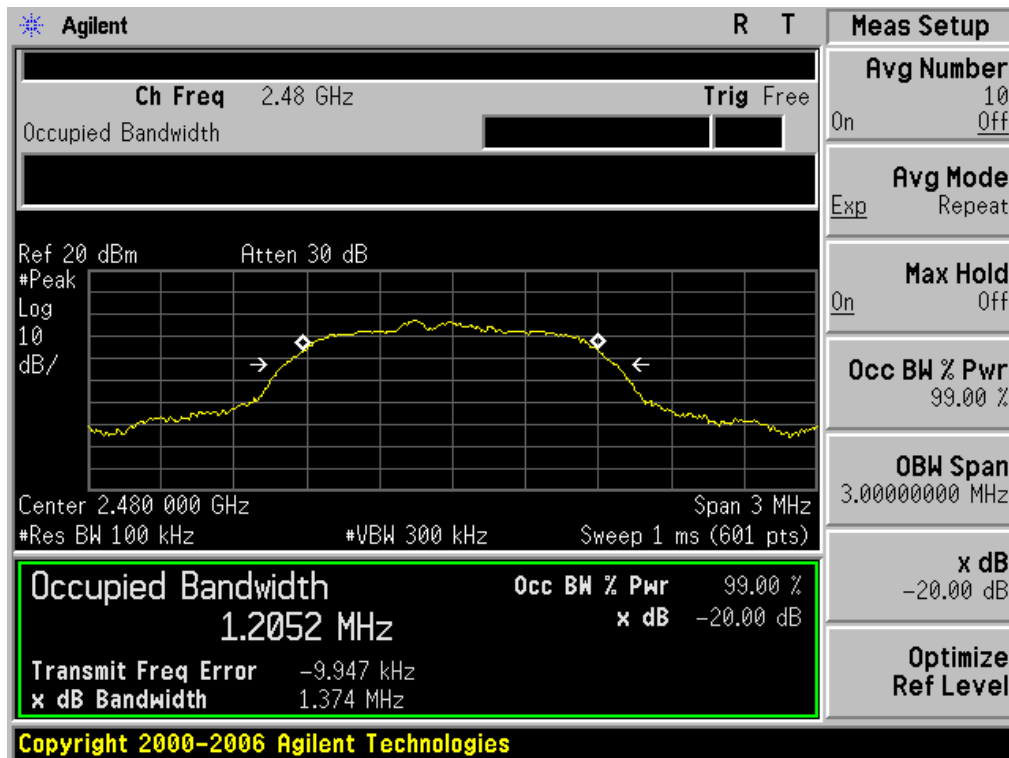 Agilent R T
Ch Freq 2.48 GHz Trig Free
Occupied Bandwidth
Ref 20 dBm Atten 30 dB
#Peak
Log
10
dB/
Center 2.480 000 GHz Span 3 MHz
#Res BW 100 kHz #VBW 300 kHz Sweep 1 ms (601 pts)
Occupied Bandwidth Occ BW % Pwr 99.00 %
1.2052 MHz x dB -20.00 dB
Transmit Freq Error -9.947 kHz
x dB Bandwidth 1.374 MHz
Copyright 2000-2006 Agilent Technologies
Meas Setup
Avg Number
10
On Off
Avg Mode
Exp Repeat
Max Hold
On Off
Occ BW % Pwr
99.00 %
OBW Span
3.00000000 MHz
x dB
-20.00 dB
Optimize
Ref Level